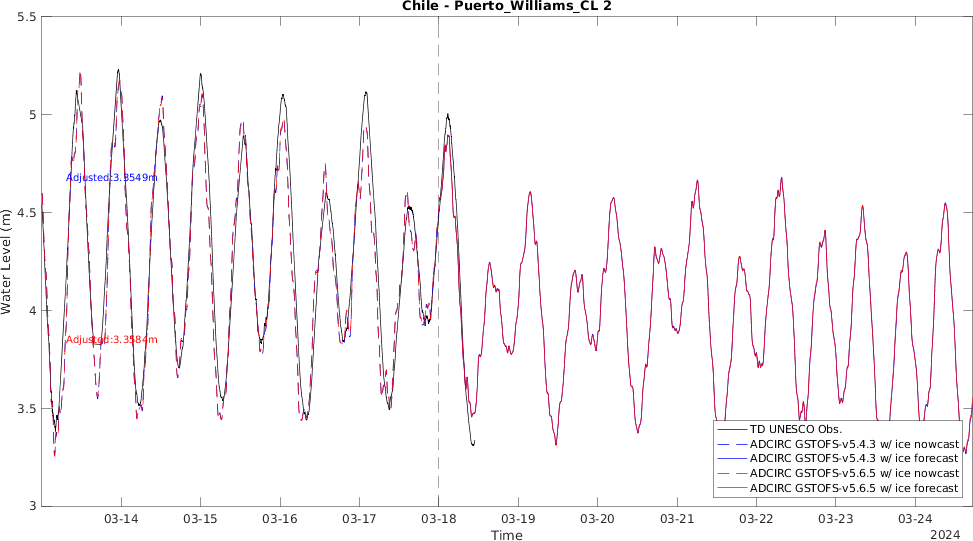 Chile - Puerto_Williams_CL 2
5.5
5
4.5
4
3.5
3
Water Level (m)
Adjusted:3.3549m
Adjusted:3.3584m
TD UNESCO Obs.
ADCIRC GSTOFS-v5.4.3 w/ ice nowcast
ADCIRC GSTOFS-v5.4.3 w/ ice forecast
ADCIRC GSTOFS-v5.6.5 w/ ice nowcast
ADCIRC GSTOFS-v5.6.5 w/ ice forecast
03-14 03-15 03-16 03-17 03-18 03-19 03-20 03-21 03-22 03-23 03-24
Time
2024